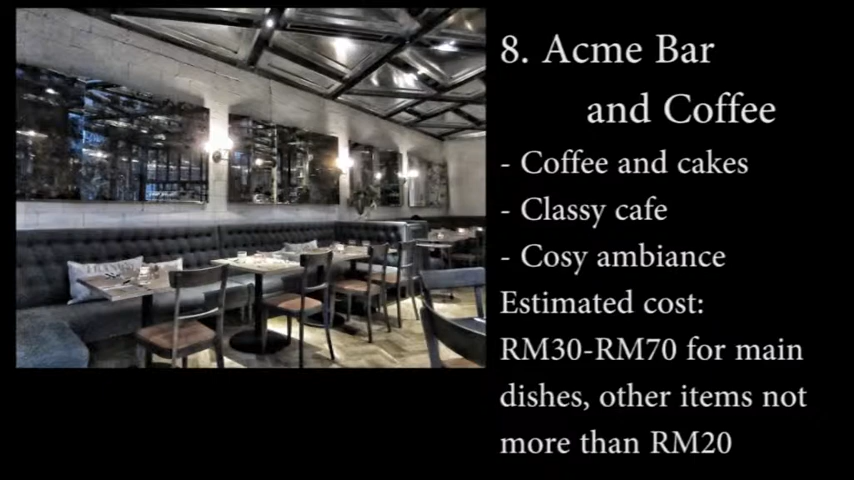 8. Acme Bar
and Coffee
- Coffee and cakes
- Classy cafe
- Cosy ambiance
Estimated cost:
RM30-RM70 for main
dishes, other items not
more than RM20